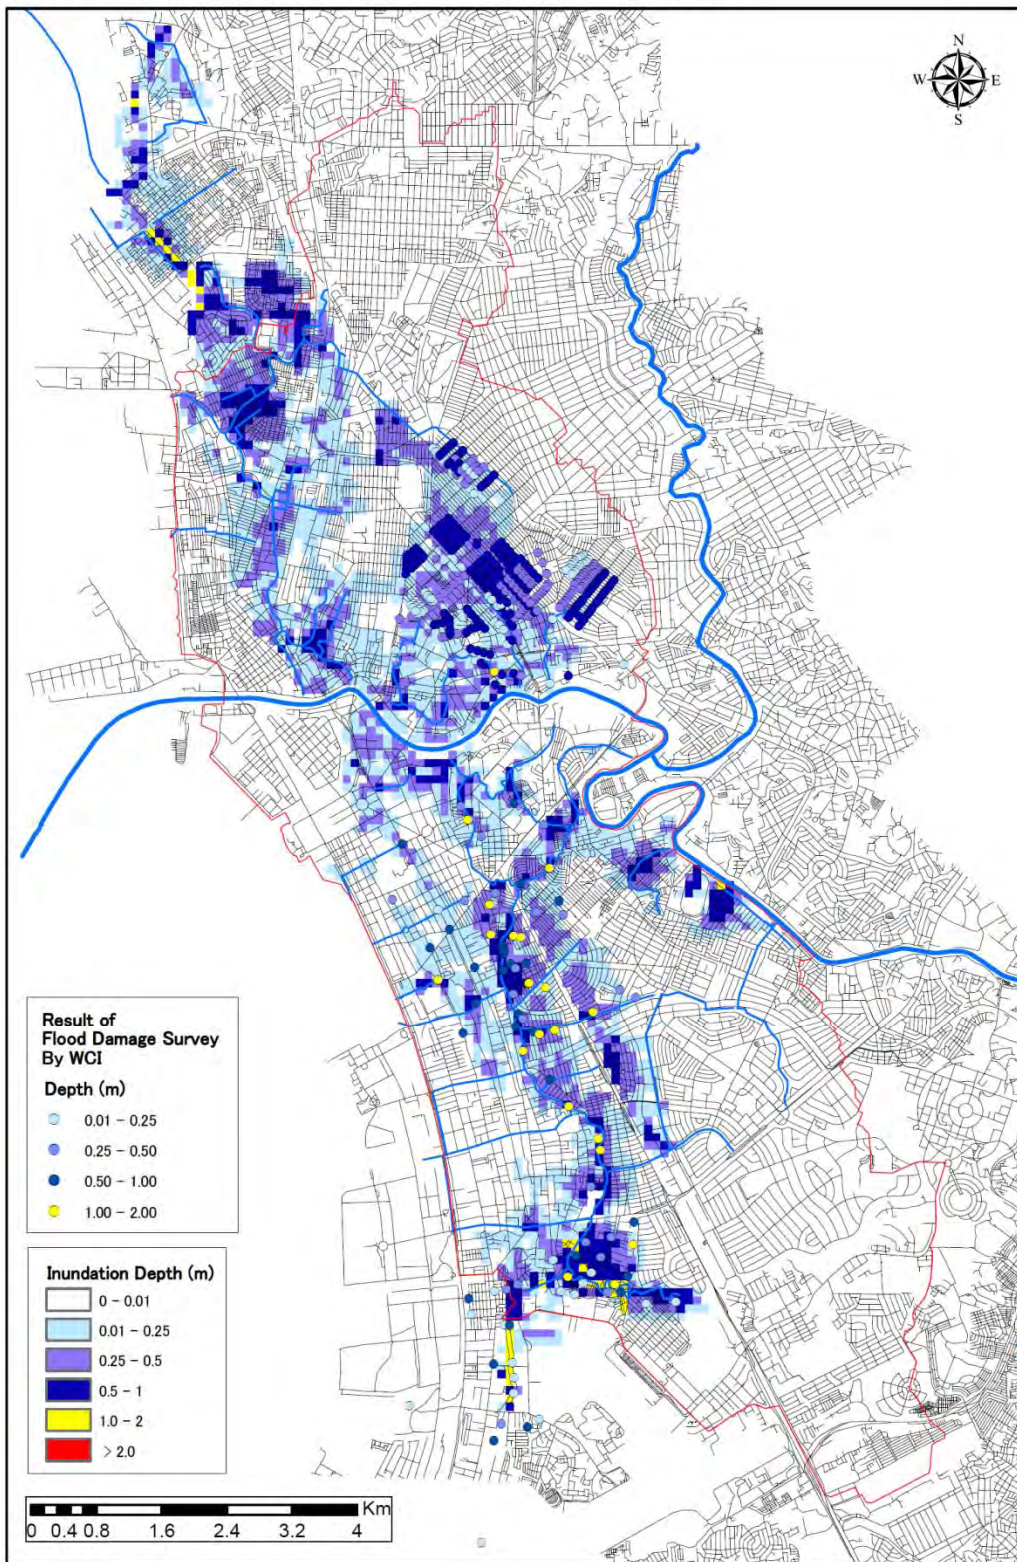 N
W E
S
Result of
Flood Damage Survey
By WCI
Depth (m)
0.01 - 0.25
0.25 - 0.50
0.50 - 1.00
1.00 - 2.00
Inundation Depth (m)
0 - 0.01
0.01 - 0.25
0.25 - 0.5
0.5 - 1
1.0 - 2
> 2.0
Km
0 0.4 0.8 1.6 2.4 3.2 4